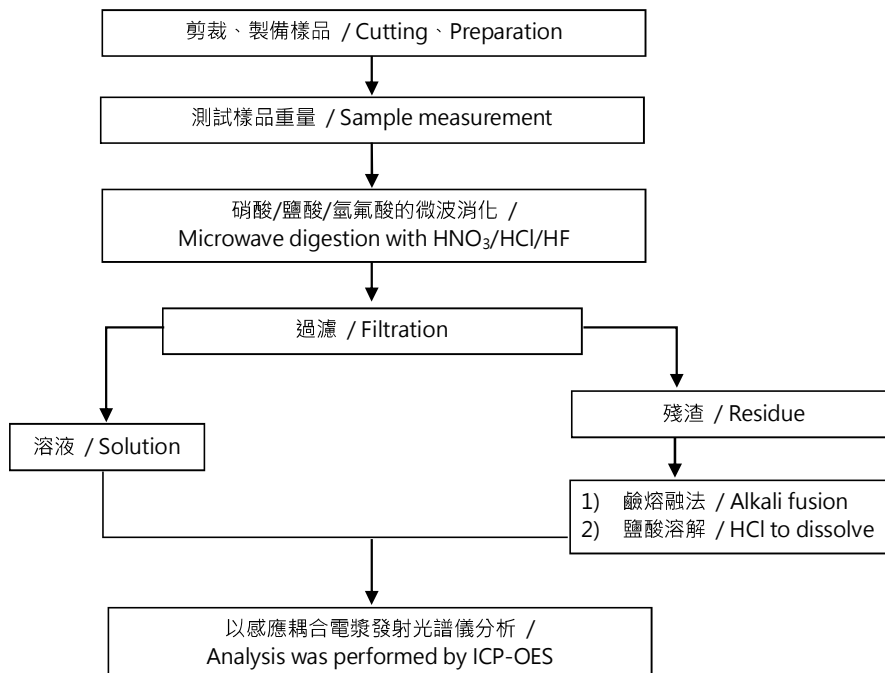 剪裁、製備樣品 / Cutting、Preparation
測試樣品重量 / Sample measurement
硝酸/鹽酸/氫氟酸的微波消化 /
Microwave digestion with HNO₃/HCl/HF
過濾 / Filtration
溶液 / Solution
殘渣 / Residue
1) 鹼熔融法 / Alkali fusion
2) 鹽酸溶解 / HCl to dissolve
以感應耦合電漿發射光譜儀分析 /
Analysis was performed by ICP-OES